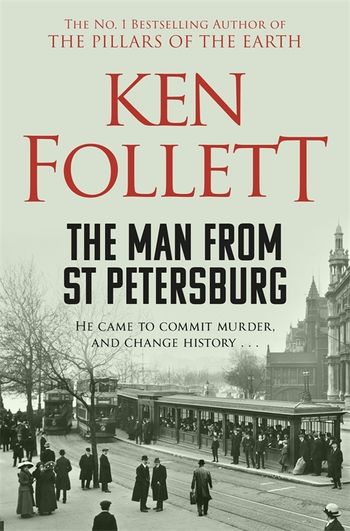 THE NO. 1 BESTSELLING AUTHOR OF
THE PILLARS OF THE EARTH
KEN
FOLLETT
THE MAN FROM
ST PETERSBURG
HE CAME TO COMMIT MURDER,
AND CHANGE HISTORY . . .